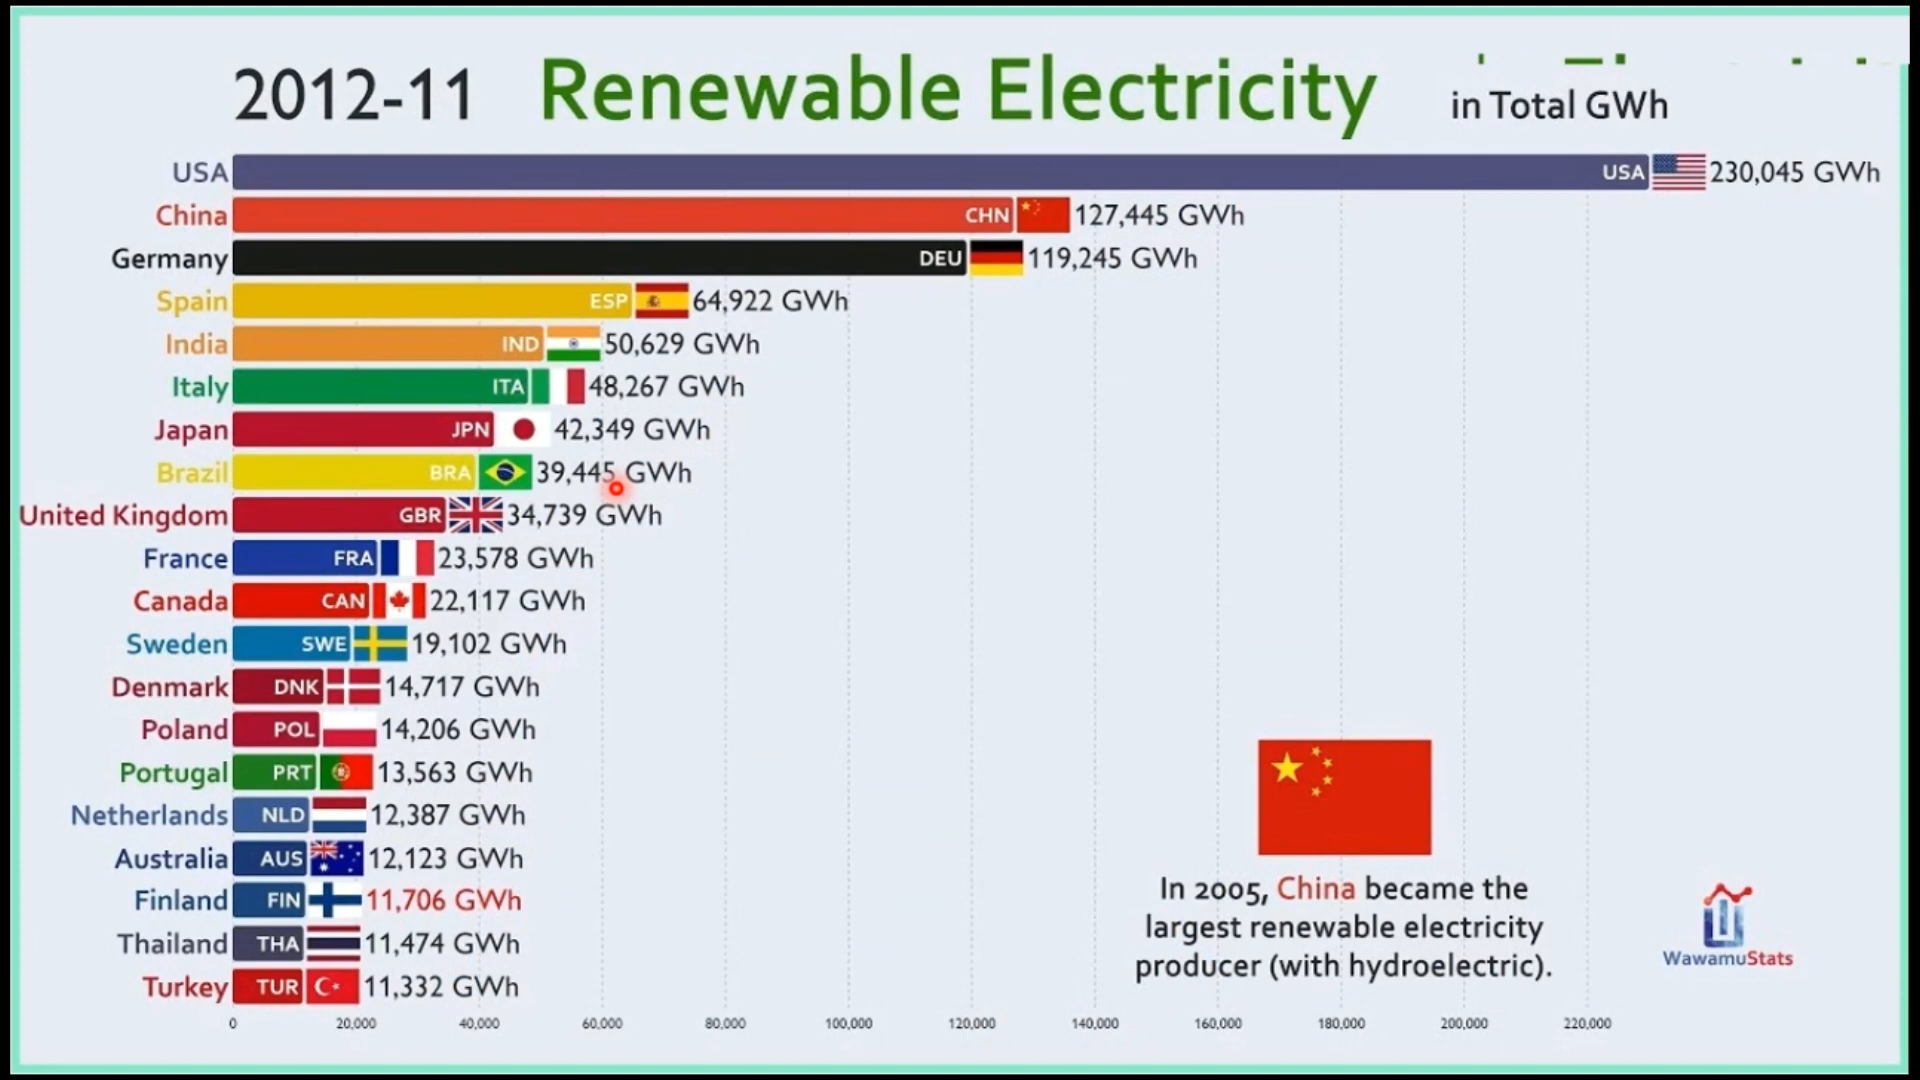 2012-11 Renewable Electricity in Total GWh
USA USA 230,045 GWh
China CHN 127,445 GWh
Germany DEU 119,245 GWh
Spain ESP 64,922 GWh
India IND 50,629 GWh
Italy ITA 48,267 GWh
Japan JPN 42,349 GWh
Brazil BRA 39,445 GWh
United Kingdom GBR 34,739 GWh
France FRA 23,578 GWh
Canada CAN 22,117 GWh
Sweden SWE 19,102 GWh
Denmark DNK 14,717 GWh
Poland POL 14,206 GWh
Portugal PRT 13,563 GWh
Netherlands NLD 12,387 GWh
Australia AUS 12,123 GWh
Finland FIN 11,706 GWh
Thailand THA 11,474 GWh
Turkey TUR 11,332 GWh
0 20,000 40,000 60,000 80,000 100,000 120,000 140,000 160,000 180,000 200,000 220,000
In 2005, China became the
largest renewable electricity
producer (with hydroelectric).
WawamuStats